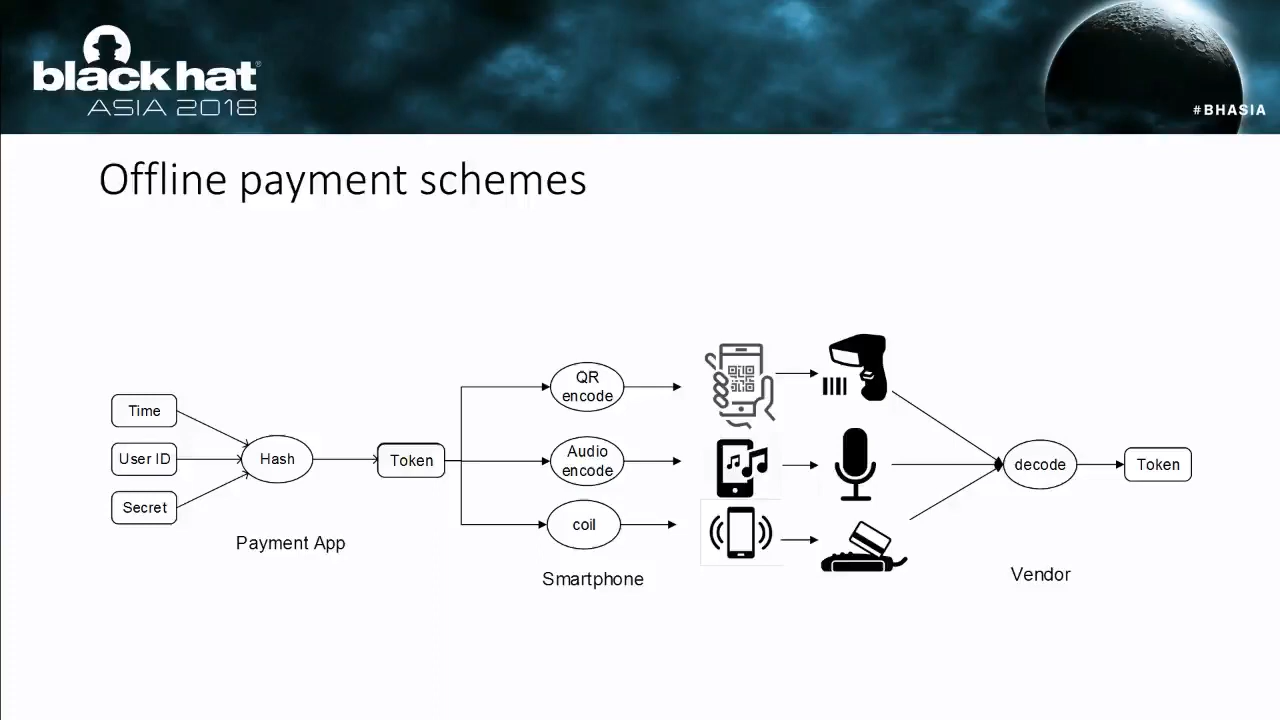 black hat®
ASIA 2018
#BHASIA
Offline payment schemes
Time
User ID
Secret
Hash
Payment App
Token
QR
encode
Audio
encode
coil
Smartphone
decode
Token
Vendor